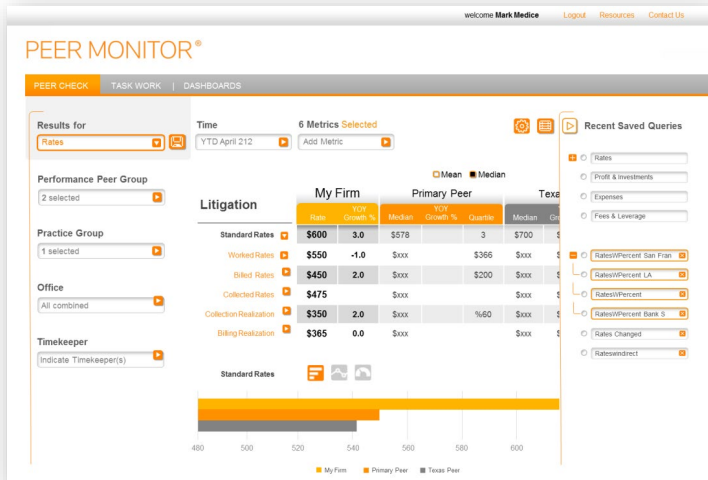 welcome Mark Medice Logout Resources Contact Us
PEER MONITOR®
PEER CHECK TASK WORK | DASHBOARDS
Results for
Rates
Performance Peer Group
2 selected
Practice Group
1 selected
Office
All combined
Timekeeper
Indicate Timekeeper(s)
Time
YTD April 212
6 Metrics Selected
Add Metric
Mean Median
Litigation
My Firm Primary Peer Texa
Rate YOY Growth % Median YOY Growth % Quartile Median Gr
Standard Rates $600 3.0 $578 3 $700 $
Worked Rates $550 -1.0 $xxx $366 $xxx $
Billed Rates $450 2.0 $xxx $200 $xxx $
Collected Rates $475 $xxx $xxx $
Collection Realization $350 2.0 $xxx %60 $xxx $
Billing Realization $365 0.0 $xxx $xxx $
Standard Rates
480 500 520 540 560 580 600
My Firm Primary Peer Texas Peer
Recent Saved Queries
Rates
Profit & Investments
Expenses
Fees & Leverage
RatesWPercent San Fran
RatesWPercent LA
RatesWPercent
RatesWPercent Bank S
Rates Changed
Rateswindirect